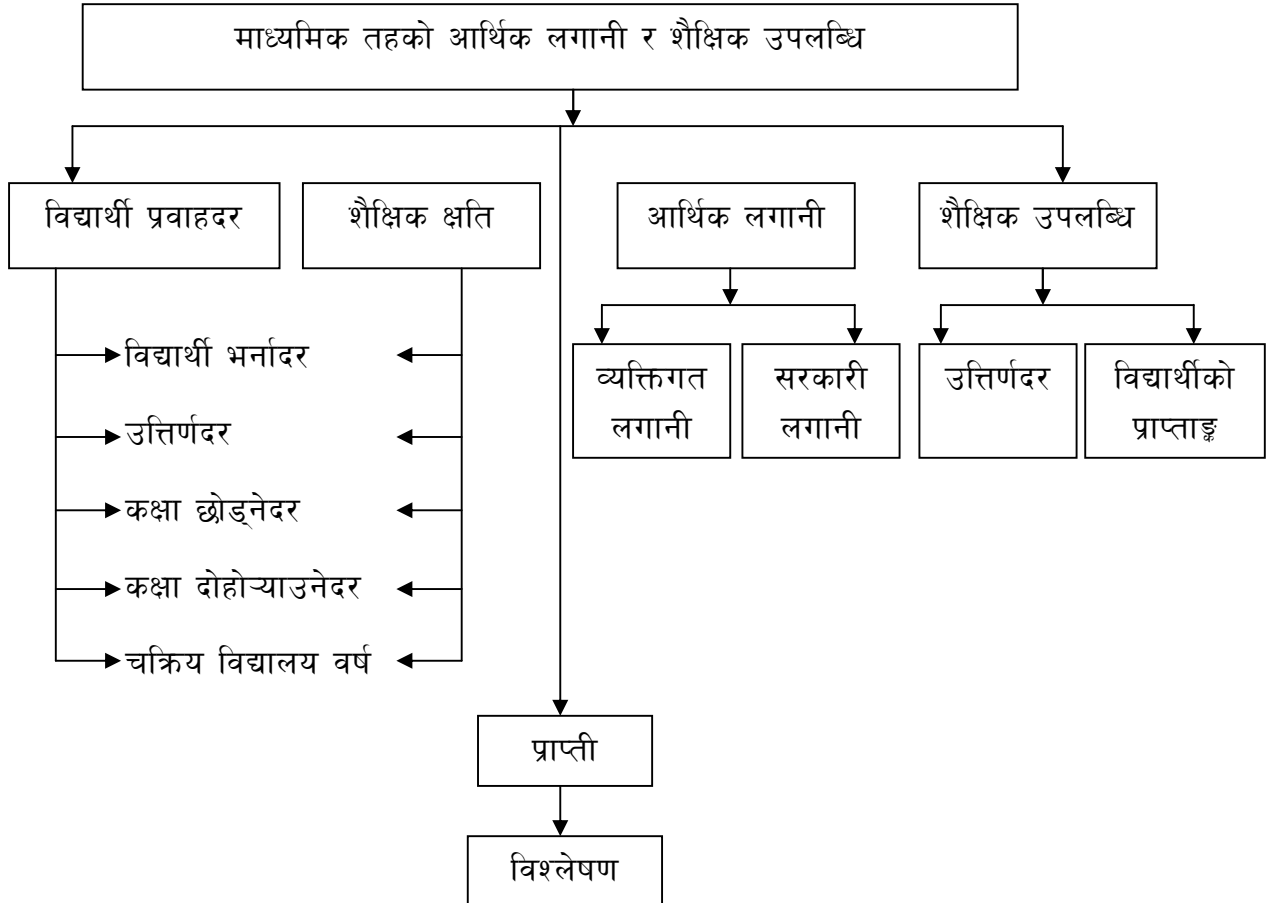 माध्यमिक तहको आर्थिक लगानी र शैक्षिक उपलब्धि
विद्यार्थी प्रवाहदर
शैक्षिक क्षति
आर्थिक लगानी
शैक्षिक उपलब्धि
विद्यार्थी भर्नादर
उत्तिर्णदर
कक्षा छोड्नेदर
कक्षा दोहोर्‍याउनेदर
चक्रिय विद्यालय वर्ष
व्यक्तिगत
लगानी
सरकारी
लगानी
उत्तिर्णदर
विद्यार्थीको
प्राप्ताङ्क
प्राप्ती
विश्लेषण